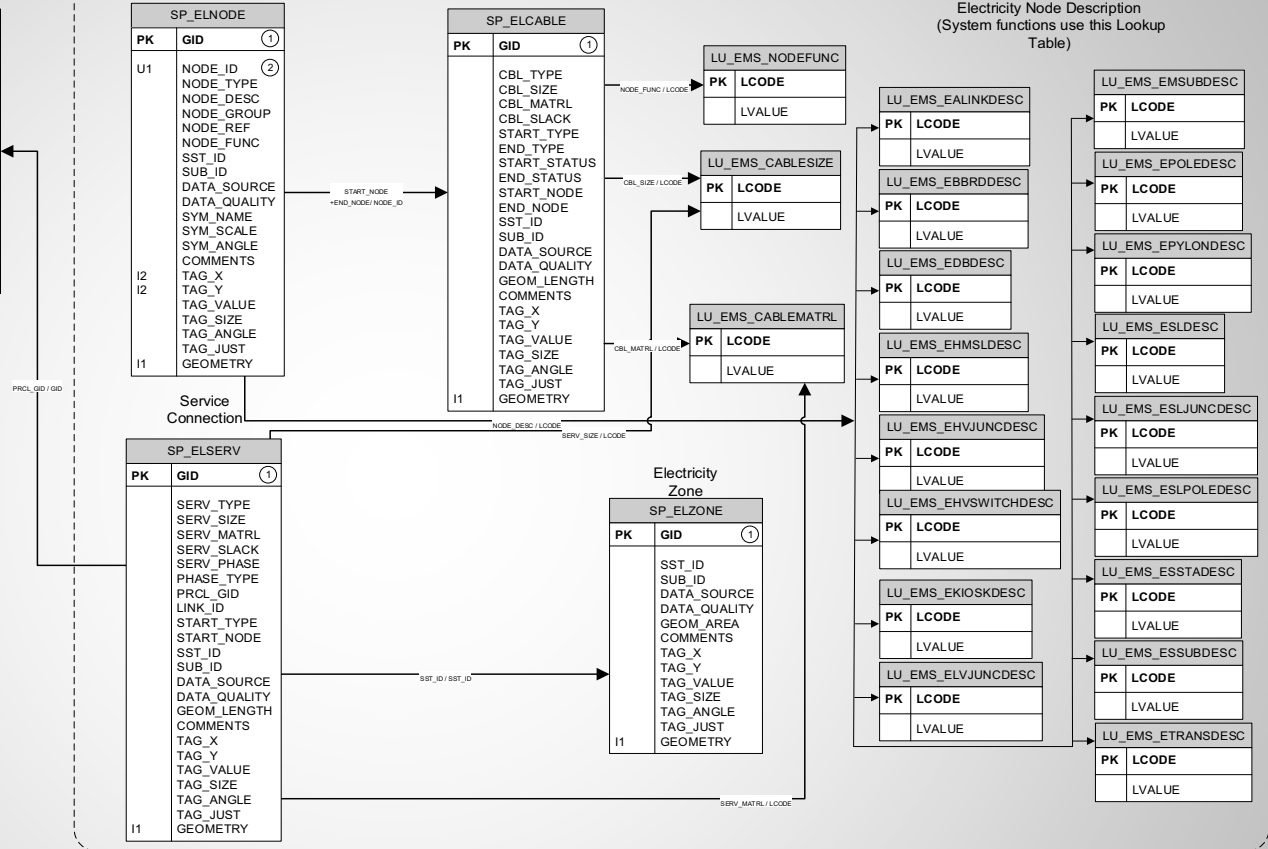 SP_ELNODE
PK GID 1
U1 NODE_ID 2
NODE_TYPE
NODE_DESC
NODE_GROUP
NODE_REF
NODE_FUNC
SST_ID
SUB_ID
DATA_SOURCE
DATA_QUALITY
SYM_NAME
SYM_SCALE
SYM_ANGLE
COMMENTS
I2 TAG_X
I2 TAG_Y
TAG_VALUE
TAG_SIZE
TAG_ANGLE
TAG_JUST
I1 GEOMETRY
START_NODE
+END_NODE/ NODE_ID
SP_ELCABLE
PK GID 1
CBL_TYPE
CBL_SIZE
CBL_MATRL
CBL_SLACK
START_TYPE
END_TYPE
START_STATUS
END_STATUS
START_NODE
END_NODE
SST_ID
SUB_ID
DATA_SOURCE
DATA_QUALITY
GEOM_LENGTH
COMMENTS
TAG_X
TAG_Y
TAG_VALUE
TAG_SIZE
TAG_ANGLE
TAG_JUST
I1 GEOMETRY
NODE_FUNC / LCODE
CBL_SIZE / LCODE
CBL_MATRL / LCODE
LU_EMS_NODEFUNC
PK LCODE
LVALUE
LU_EMS_CABLESIZE
PK LCODE
LVALUE
LU_EMS_CABLEMATRL
PK LCODE
LVALUE
PRCL_GID / GID
Service
Connection
NODE_DESC / LCODE
SERV_SIZE / LCODE
SP_ELSERV
PK GID 1
SERV_TYPE
SERV_SIZE
SERV_MATRL
SERV_SLACK
SERV_PHASE
PHASE_TYPE
PRCL_GID
LINK_ID
START_TYPE
START_NODE
SST_ID
SUB_ID
DATA_SOURCE
DATA_QUALITY
GEOM_LENGTH
COMMENTS
TAG_X
TAG_Y
TAG_VALUE
TAG_SIZE
TAG_ANGLE
TAG_JUST
I1 GEOMETRY
SST_ID / SST_ID
SERV_MATRL / LCODE
Electricity
Zone
SP_ELZONE
PK GID 1
SST_ID
SUB_ID
DATA_SOURCE
DATA_QUALITY
GEOM_AREA
COMMENTS
TAG_X
TAG_Y
TAG_VALUE
TAG_SIZE
TAG_ANGLE
TAG_JUST
I1 GEOMETRY
Electricity Node Description
(System functions use this Lookup
Table)
LU_EMS_EALINKDESC
PK LCODE
LVALUE
LU_EMS_EBBRDDESC
PK LCODE
LVALUE
LU_EMS_EDBDESC
PK LCODE
LVALUE
LU_EMS_EHMSLDESC
PK LCODE
LVALUE
LU_EMS_EHVJUNCDESC
PK LCODE
LVALUE
LU_EMS_EHVSWITCHDESC
PK LCODE
LVALUE
LU_EMS_EKIOSKDESC
PK LCODE
LVALUE
LU_EMS_ELVJUNCDESC
PK LCODE
LVALUE
LU_EMS_EMSUBDESC
PK LCODE
LVALUE
LU_EMS_EPOLEDESC
PK LCODE
LVALUE
LU_EMS_EPYLONDESC
PK LCODE
LVALUE
LU_EMS_ESLDESC
PK LCODE
LVALUE
LU_EMS_ESLJUNCDESC
PK LCODE
LVALUE
LU_EMS_ESLPOLEDESC
PK LCODE
LVALUE
LU_EMS_ESSTADESC
PK LCODE
LVALUE
LU_EMS_ESSUBDESC
PK LCODE
LVALUE
LU_EMS_ETRANSDESC
PK LCODE
LVALUE